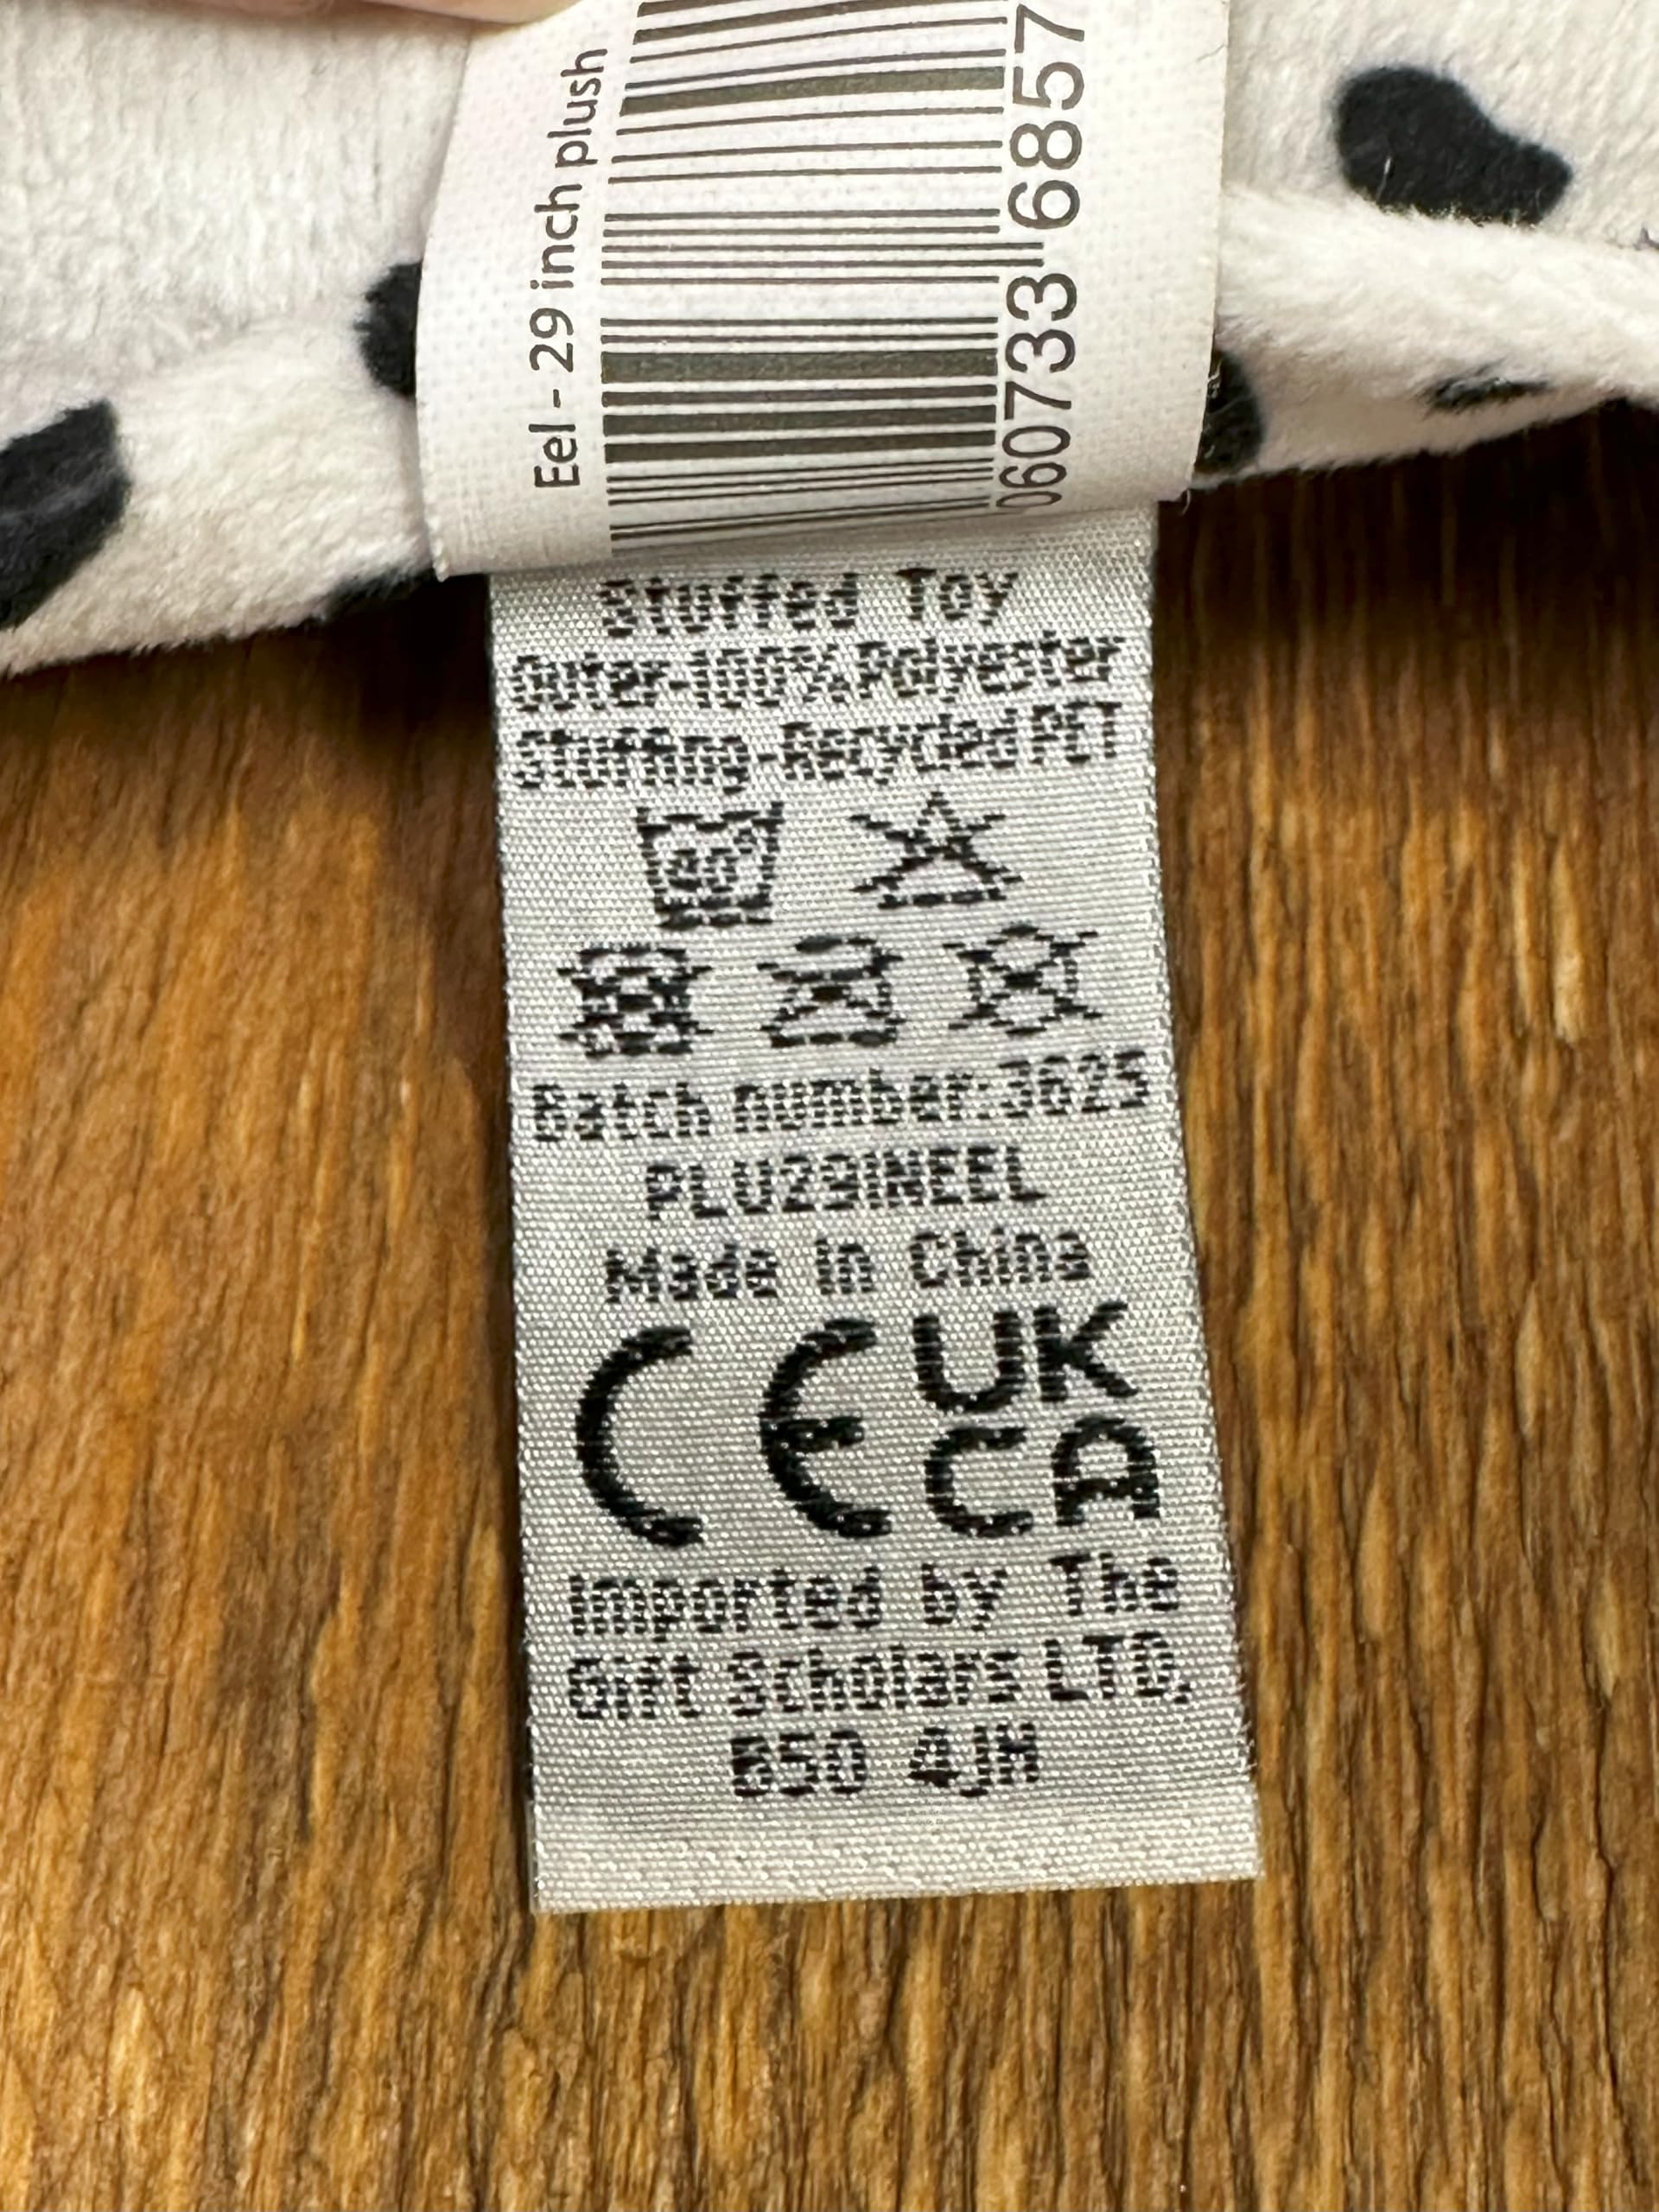 Eel - 29 inch plush
060733 6857
Stuffed Toy
Outer-100%Polyester
Stuffing-Recycled PET
Batch number:3625
PLU29INEEL
Made in China
CE UK
CA
Imported by The
Gift Scholars LTD,
4JH